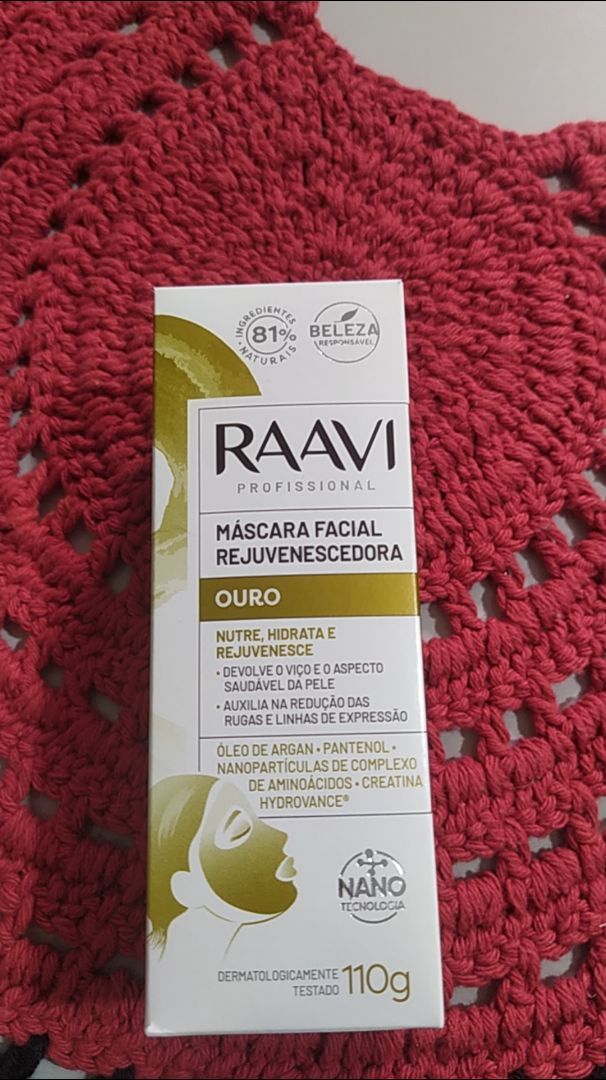 INGREDIENTES
81%
NATURAIS
BELEZA
RESPONSÁVEL
RAAVI
PROFISSIONAL
MÁSCARA FACIAL
REJUVENESCEDORA
OURO
NUTRE, HIDRATA E
REJUVENESCE
• DEVOLVE O VIÇO E O ASPECTO
SAUDÁVEL DA PELE
• AUXILIA NA REDUÇÃO DAS
RUGAS E LINHAS DE EXPRESSÃO
ÓLEO DE ARGAN • PANTENOL •
NANOPARTÍCULAS DE COMPLEXO
DE AMINOÁCIDOS • CREATINA
HYDROVANCE®
NANO
TECNOLOGIA
DERMATOLOGICAMENTE
TESTADO 110g